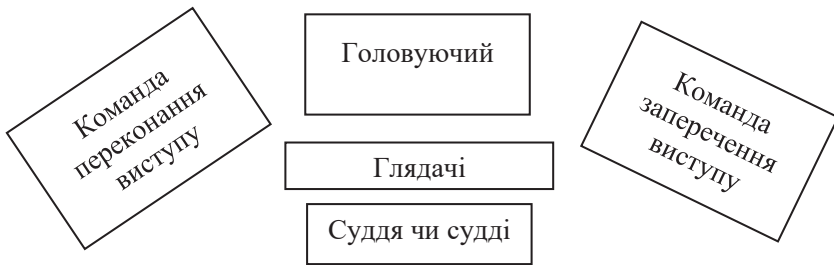 Команда
переконання
виступу
Головуючий
Глядачі
Суддя чи судді
Команда
заперечення
виступу